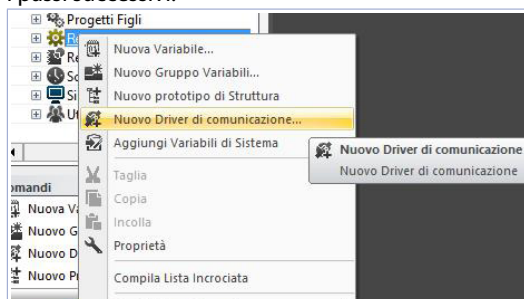 i passi successivi.
Progetti Figli
Nuova Variabile...
Nuovo Gruppo Variabili...
Nuovo prototipo di Struttura
Nuovo Driver di comunicazione...
Aggiungi Variabili di Sistema
Nuovo Driver di comunicazione
Nuovo Driver di comunicazione
Taglia
Copia
Incolla
Proprietà
Compila Lista Incrociata
omandi
Nuova Va
Nuovo G
Nuovo D
Nuovo Pr